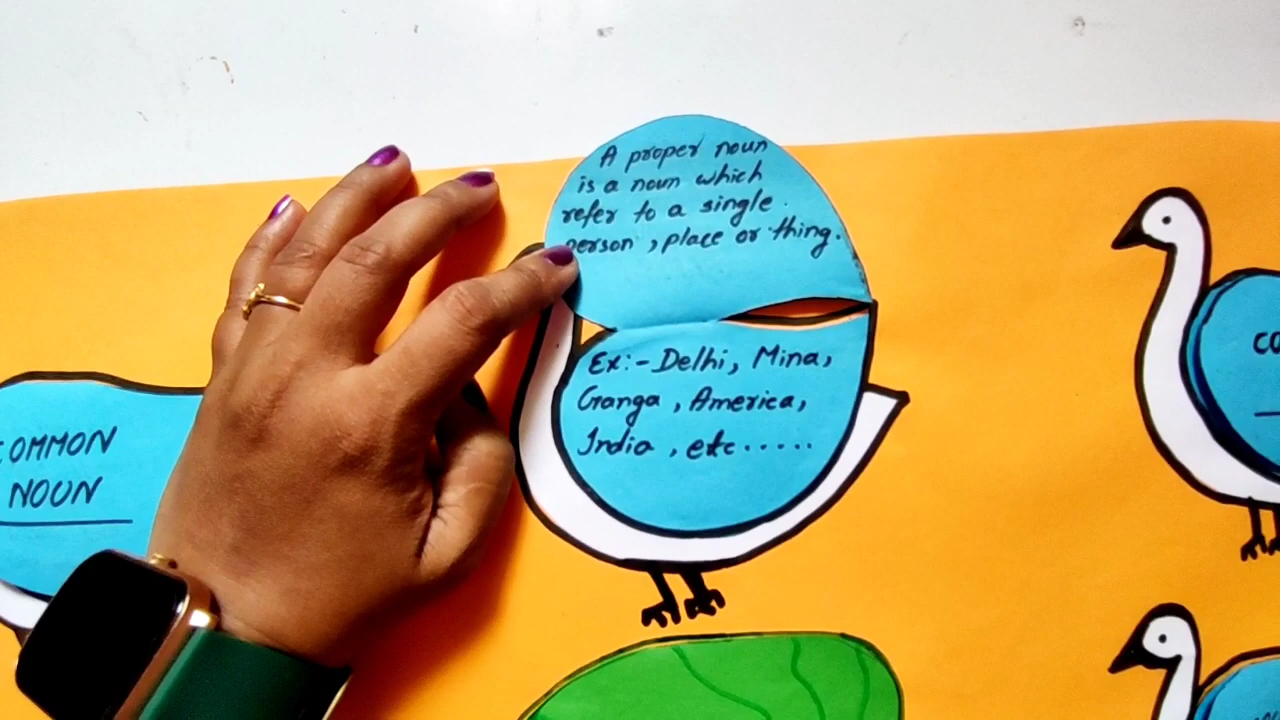 A proper noun
is a noun which
refer to a single.
person, place or thing.
Ex:- Delhi, Mina,
Ganga, America,
India, etc.....
COMMON
NOUN